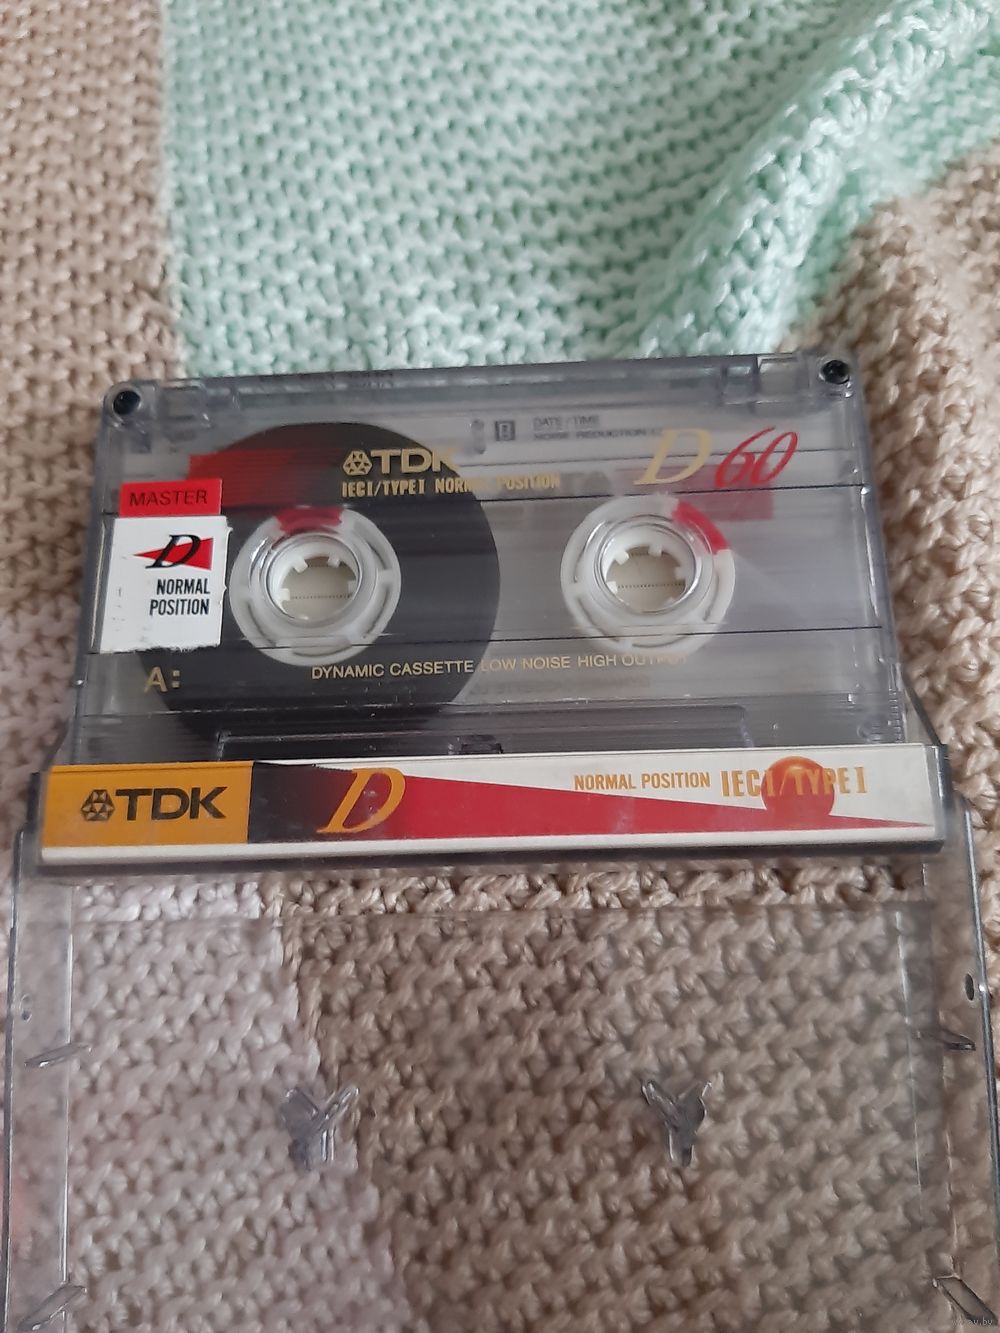 B DATE/TIME
NOISE REDUCTION
TDK
D 60
IECI/TYPEI NORMAL POSITION
MASTER
D
NORMAL
POSITION
A:
DYNAMIC CASSETTE LOW NOISE HIGH OUTPUT
TDK D NORMAL POSITION IECI/TYPEI